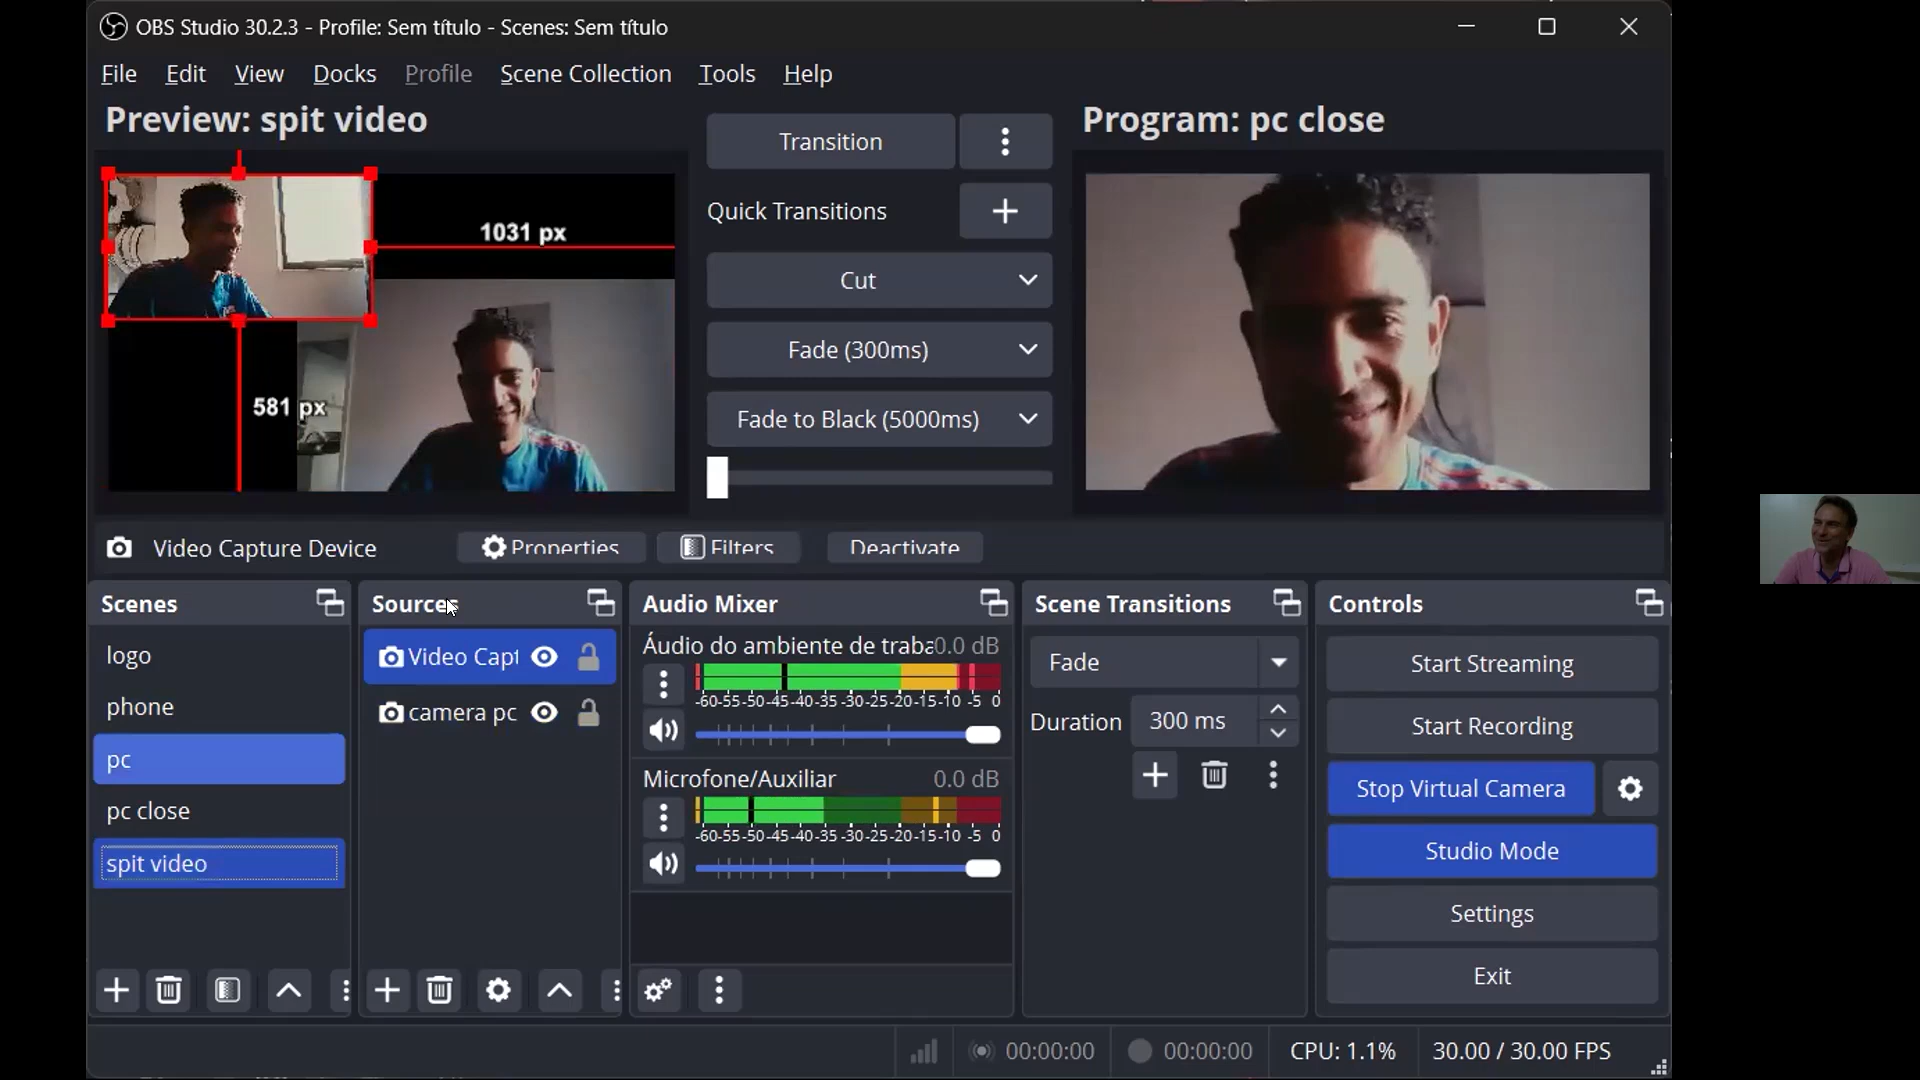 OBS Studio 30.2.3 - Profile: Sem título - Scenes: Sem título
File Edit View Docks Profile Scene Collection Tools Help
Preview: spit video
Program: pc close
1031 px
581 px
Transition
Quick Transitions
Cut
Fade (300ms)
Fade to Black (5000ms)
Video Capture Device
Properties
Filters
Deactivate
Scenes
logo
phone
pc
pc close
spit video
Sources
Video Capt
camera pc
Audio Mixer
Áudio do ambiente de traba 0.0 dB
-60 -55 -50 -45 -40 -35 -30 -25 -20 -15 -10 -5 0
Microfone/Auxiliar 0.0 dB
-60 -55 -50 -45 -40 -35 -30 -25 -20 -15 -10 -5 0
Scene Transitions
Fade
Duration 300 ms
Controls
Start Streaming
Start Recording
Stop Virtual Camera
Studio Mode
Settings
Exit
00:00:00
00:00:00
CPU: 1.1%
30.00 / 30.00 FPS